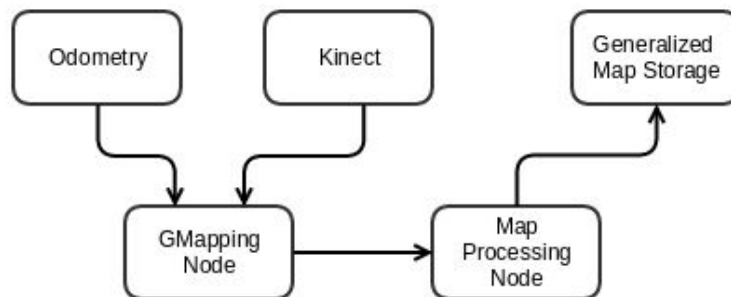 Odometry
Kinect
Generalized
Map Storage
GMapping
Node
Map
Processing
Node